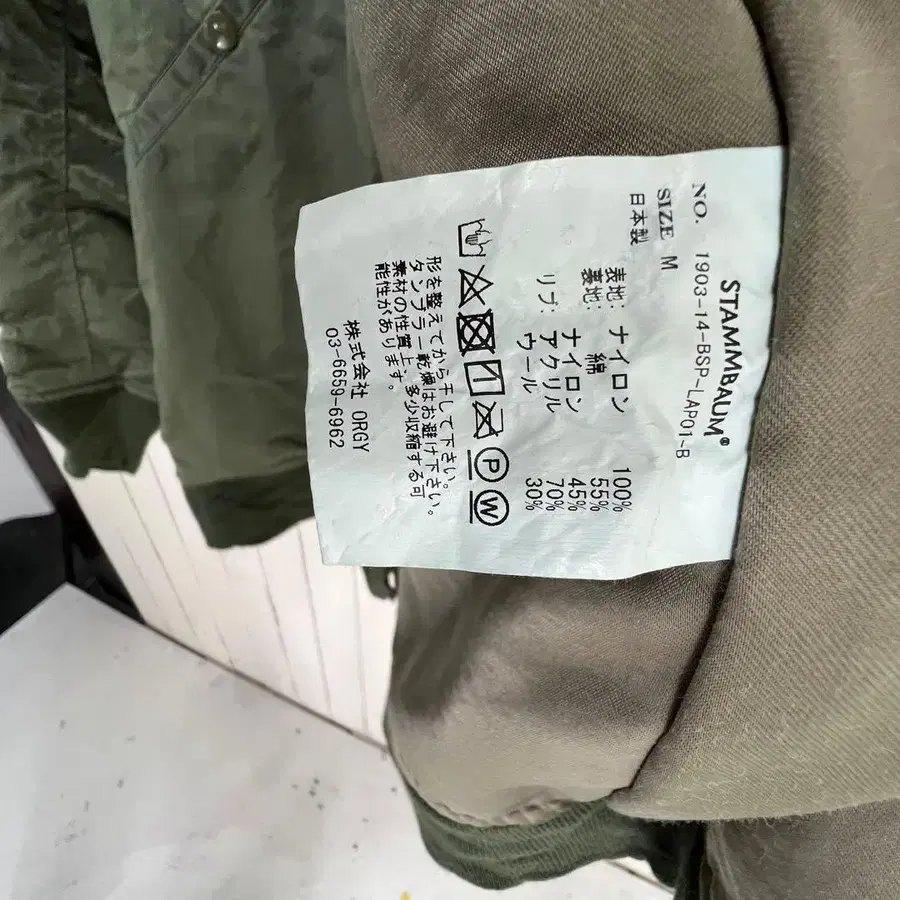 STAMMBAUM®
NO. 1903-14-BSP-LAP01-B
SIZE M
日本製
表地: ナイロン 100%
裏地: 綿 55%
ナイロン 45%
リブ: アクリル 70%
ウール 30%
P W
形を整えてから干して下さい。
タンブラー乾燥はお避け下さい。
素材の性質上、多少収縮する可
能性があります。
株式会社 ORGY
03-6659-6962